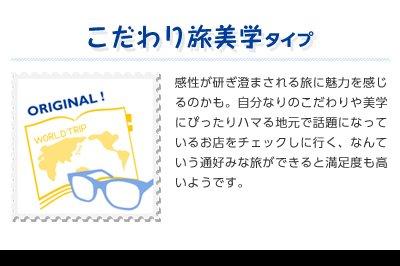 こだわり旅美学タイプ
ORIGINAL!
WORLD TRIP
感性が研ぎ澄まされる旅に魅力を感じ
るのかも。自分なりのこだわりや美学
にぴったりハマる地元で話題になって
いるお店をチェックしに行く、なんて
いう通好みな旅ができると満足度も高
いようです。